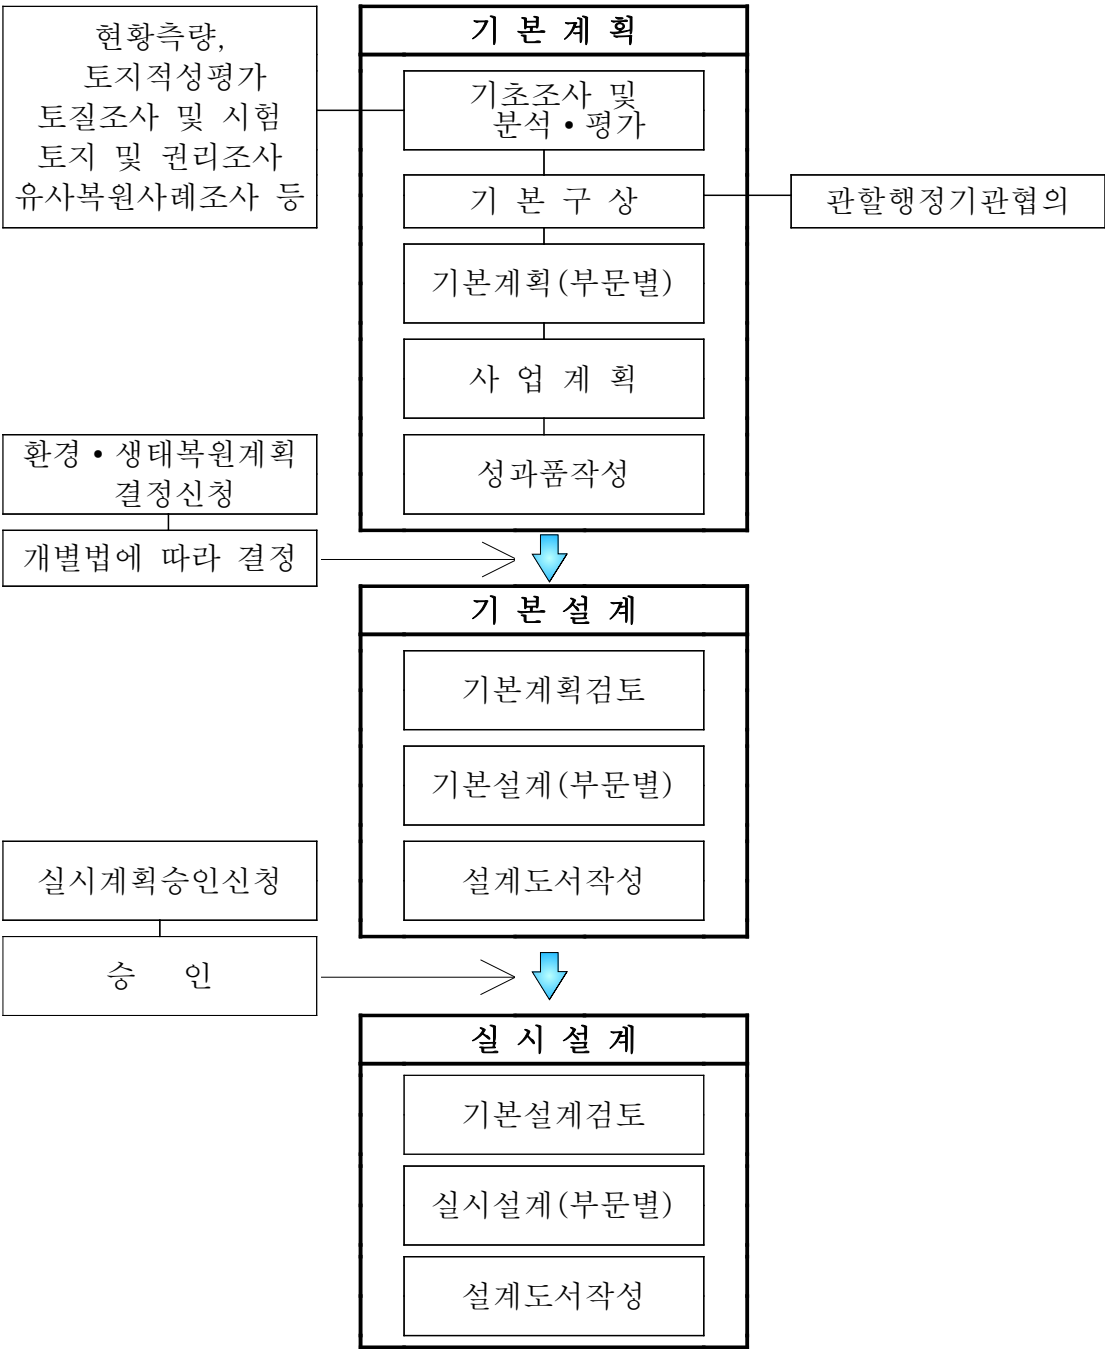 현황측량,
토지적성평가
토질조사 및 시험
토지 및 권리조사
유사복원사례조사 등
기 본 계 획
기초조사 및
분석•평가
기 본 구 상
관할행정기관협의
기본계획(부문별)
사 업 계 획
성과품작성
환경•생태복원계획
결정신청
개별법에 따라 결정
기 본 설 계
기본계획검토
기본설계(부문별)
설계도서작성
실시계획승인신청
승 인
실 시 설 계
기본설계검토
실시설계(부문별)
설계도서작성